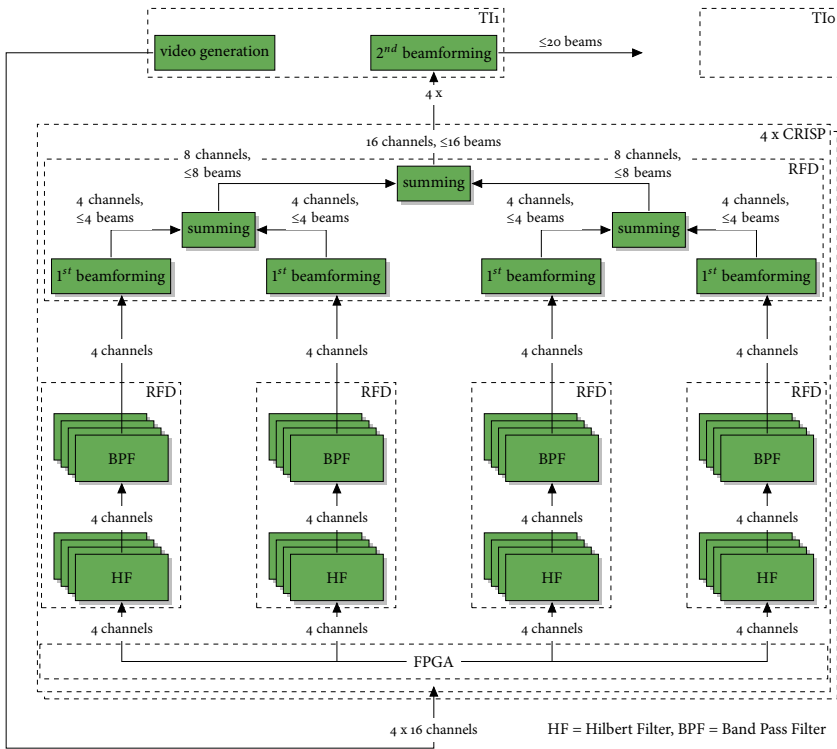 TI1
TI0
video generation
2nd beamforming
≤20 beams
4 x
4 x CRISP
16 channels, ≤16 beams
RFD
8 channels,
≤8 beams
8 channels,
≤8 beams
summing
4 channels,
≤4 beams
4 channels,
≤4 beams
4 channels,
≤4 beams
4 channels,
≤4 beams
summing
summing
1st beamforming
1st beamforming
1st beamforming
1st beamforming
4 channels
4 channels
4 channels
4 channels
RFD
RFD
RFD
RFD
BPF
BPF
BPF
BPF
4 channels
4 channels
4 channels
4 channels
HF
HF
HF
HF
4 channels
4 channels
4 channels
4 channels
FPGA
4 x 16 channels
HF = Hilbert Filter, BPF = Band Pass Filter